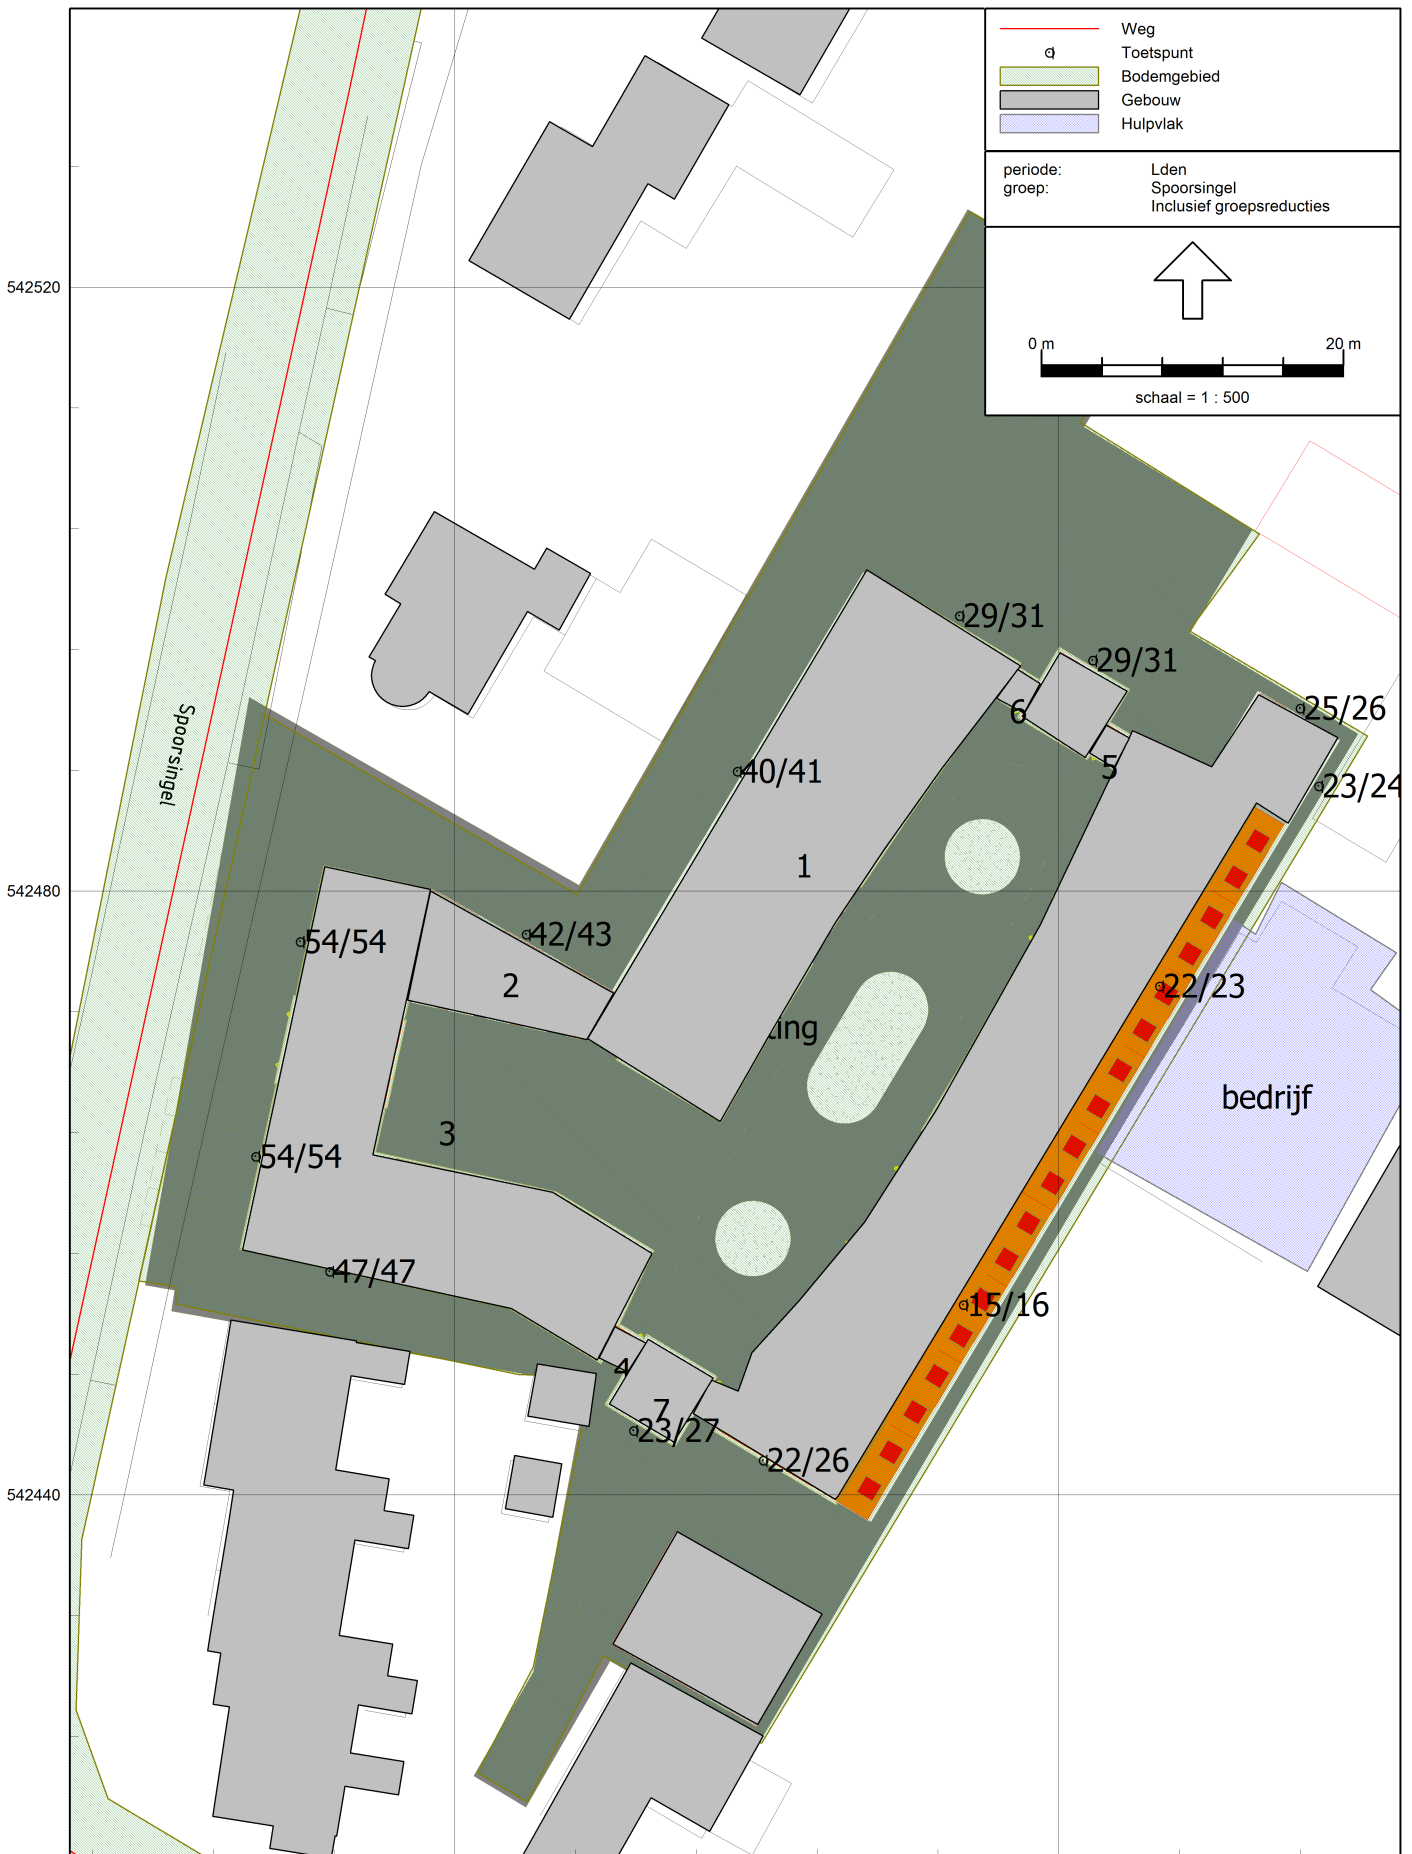 Weg
Toetspunt
Bodemgebied
Gebouw
Hulpvlak
periode: Lden
groep: Spoorsingel
Inclusief groepsreducties
0 m 20 m
schaal = 1 : 500
542520
29/31
29/31
25/26
6
Spoorsingel
40/41
5
23/24
1
542480
54/54
42/43
2
22/23
ting
bedrijf
3
54/54
47/47
15/16
4
7
23/27
22/26
542440